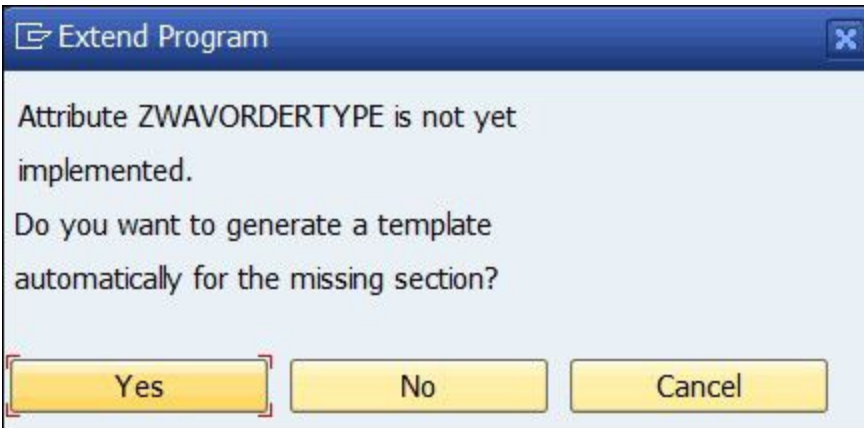 Extend Program
Attribute ZWAVORDERTYPE is not yet
implemented.
Do you want to generate a template
automatically for the missing section?
Yes No Cancel